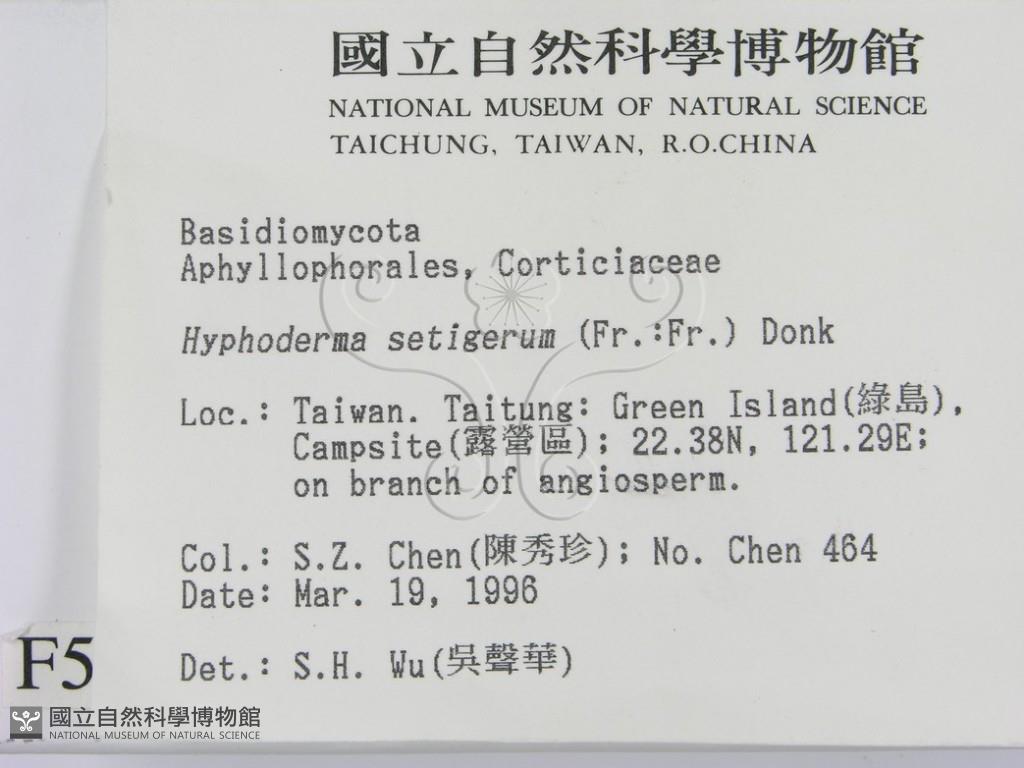 國立自然科學博物館
NATIONAL MUSEUM OF NATURAL SCIENCE
TAICHUNG, TAIWAN, R.O.CHINA
Basidiomycota
Aphyllophorales, Corticiaceae
Hyphoderma setigerum (Fr.:Fr.) Donk
Loc.: Taiwan. Taitung: Green Island(綠島),
Campsite(露營區); 22.38N, 121.29E;
on branch of angiosperm.
Col.: S.Z. Chen(陳秀珍); No. Chen 464
Date: Mar. 19, 1996
Det.: S.H. Wu(吳聲華)
F5
國立自然科學博物館
NATIONAL MUSEUM OF NATURAL SCIENCE